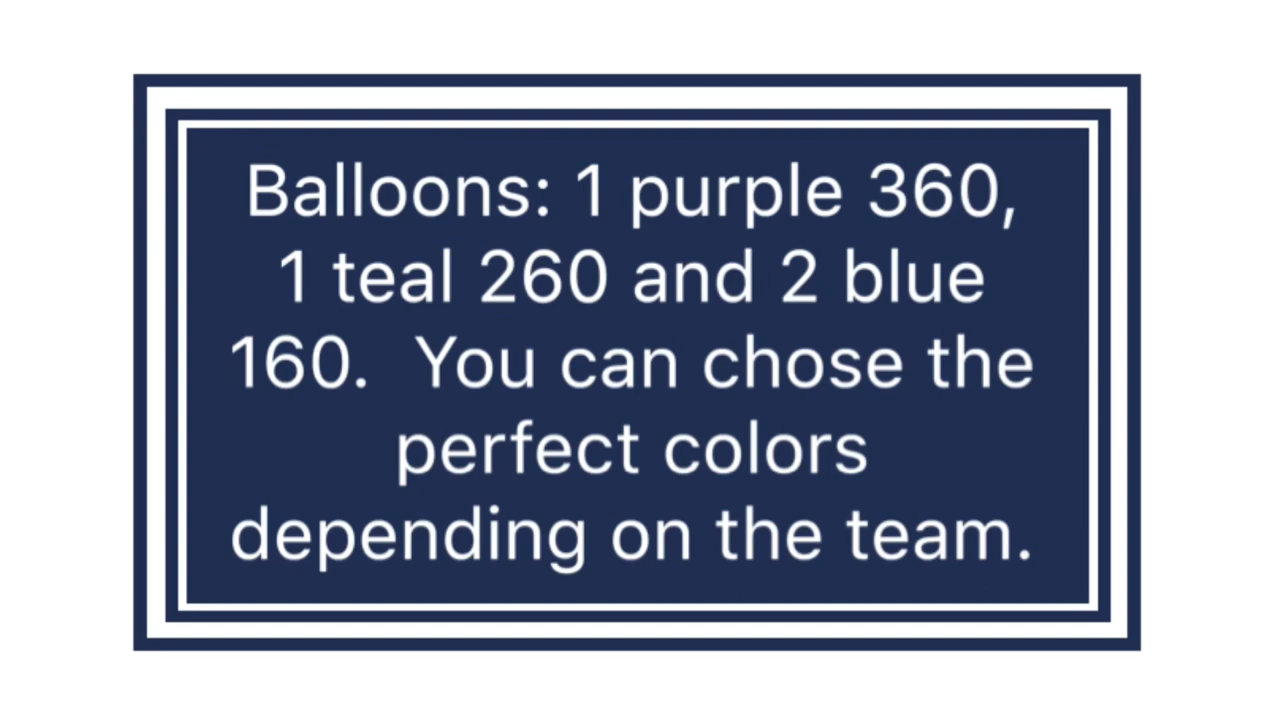 Balloons: 1 purple 360,
1 teal 260 and 2 blue
160.  You can chose the
perfect colors
depending on the team.